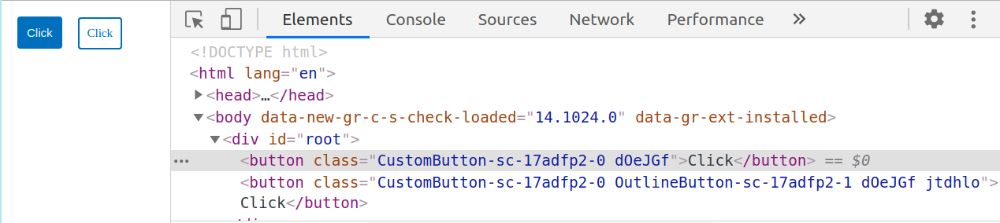 Click Click Elements Console Sources Network Performance »
<!DOCTYPE html>
<html lang="en">
▶<head>…</head>
▼<body data-new-gr-c-s-check-loaded="14.1024.0" data-gr-ext-installed>
▼<div id="root">
<button class="CustomButton-sc-17adfp2-0 dOeJGf">Click</button> == $0
<button class="CustomButton-sc-17adfp2-0 OutlineButton-sc-17adfp2-1 dOeJGf jtdhlo">
Click</button>
</div>